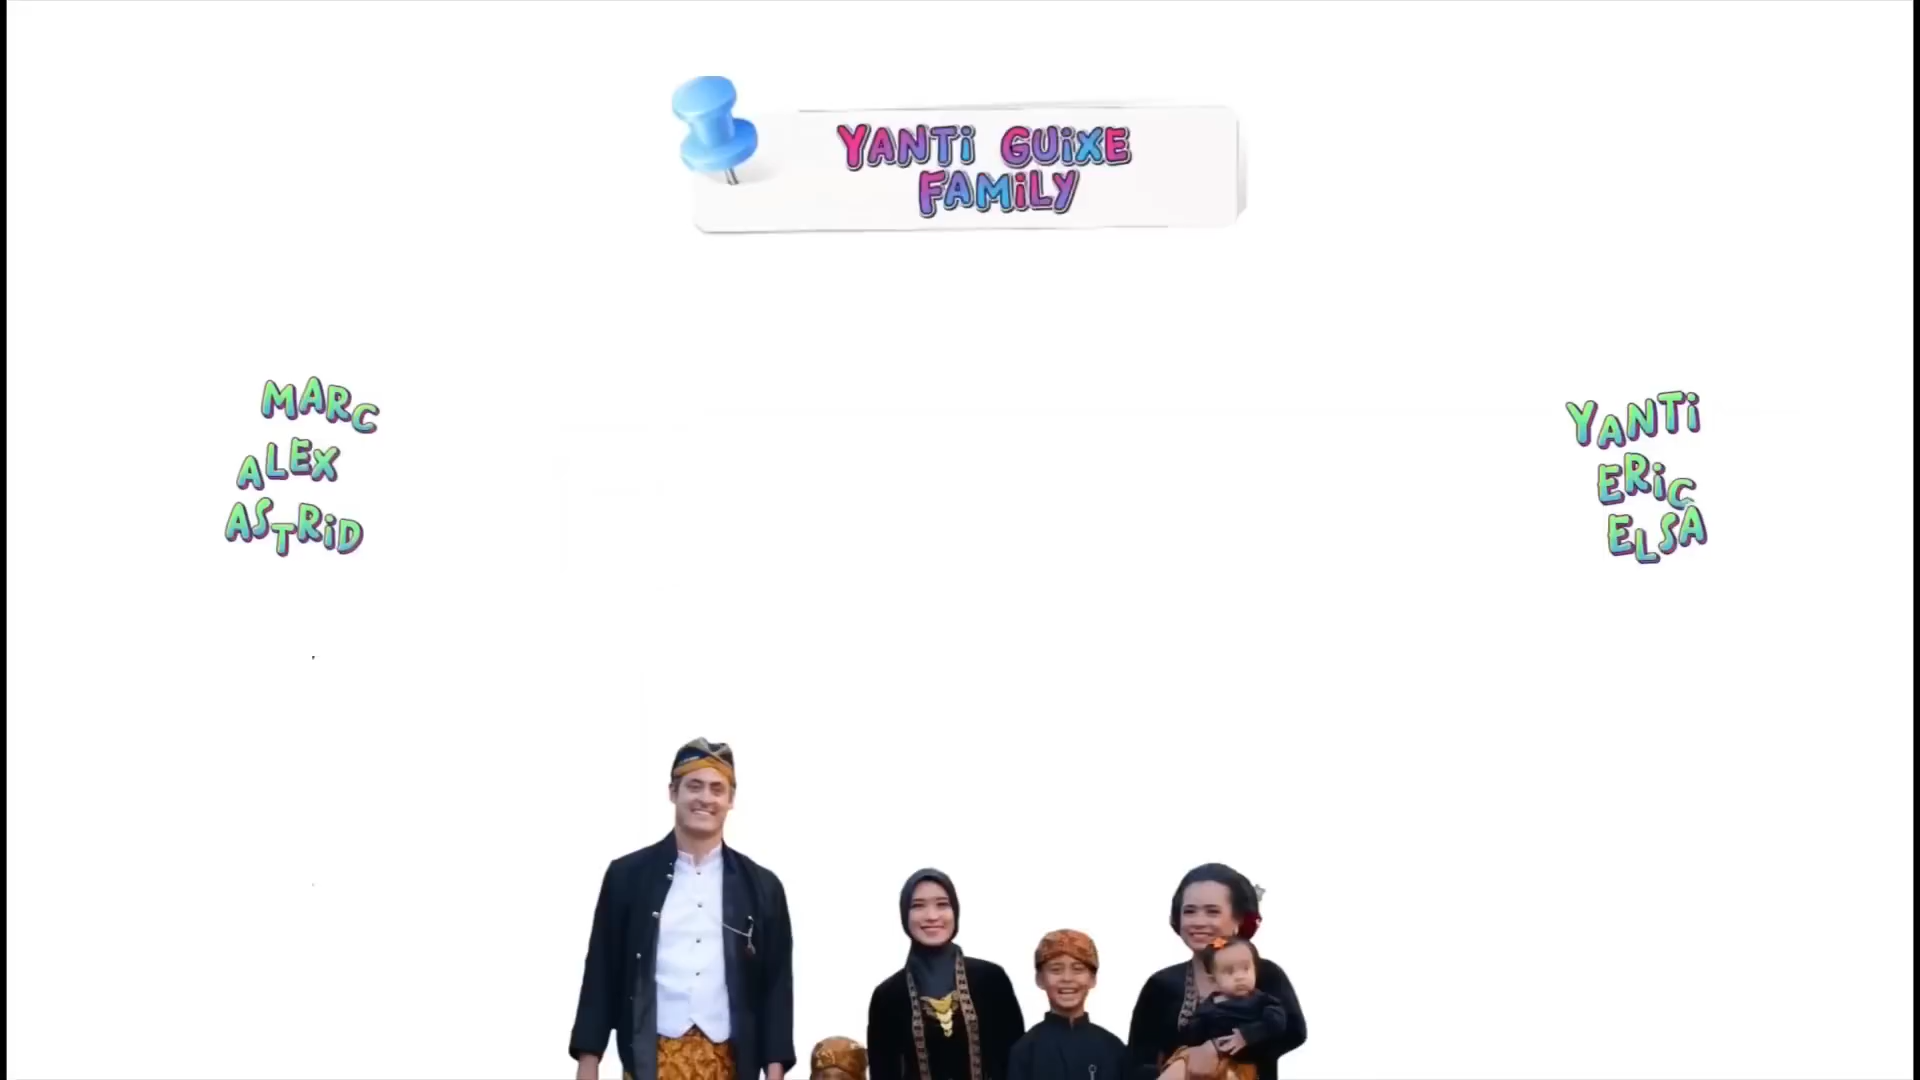 YANTi GUiXE
FAMiLY
MARC
ALEX
ASTRiD
YANTi
ERiC
ELSA